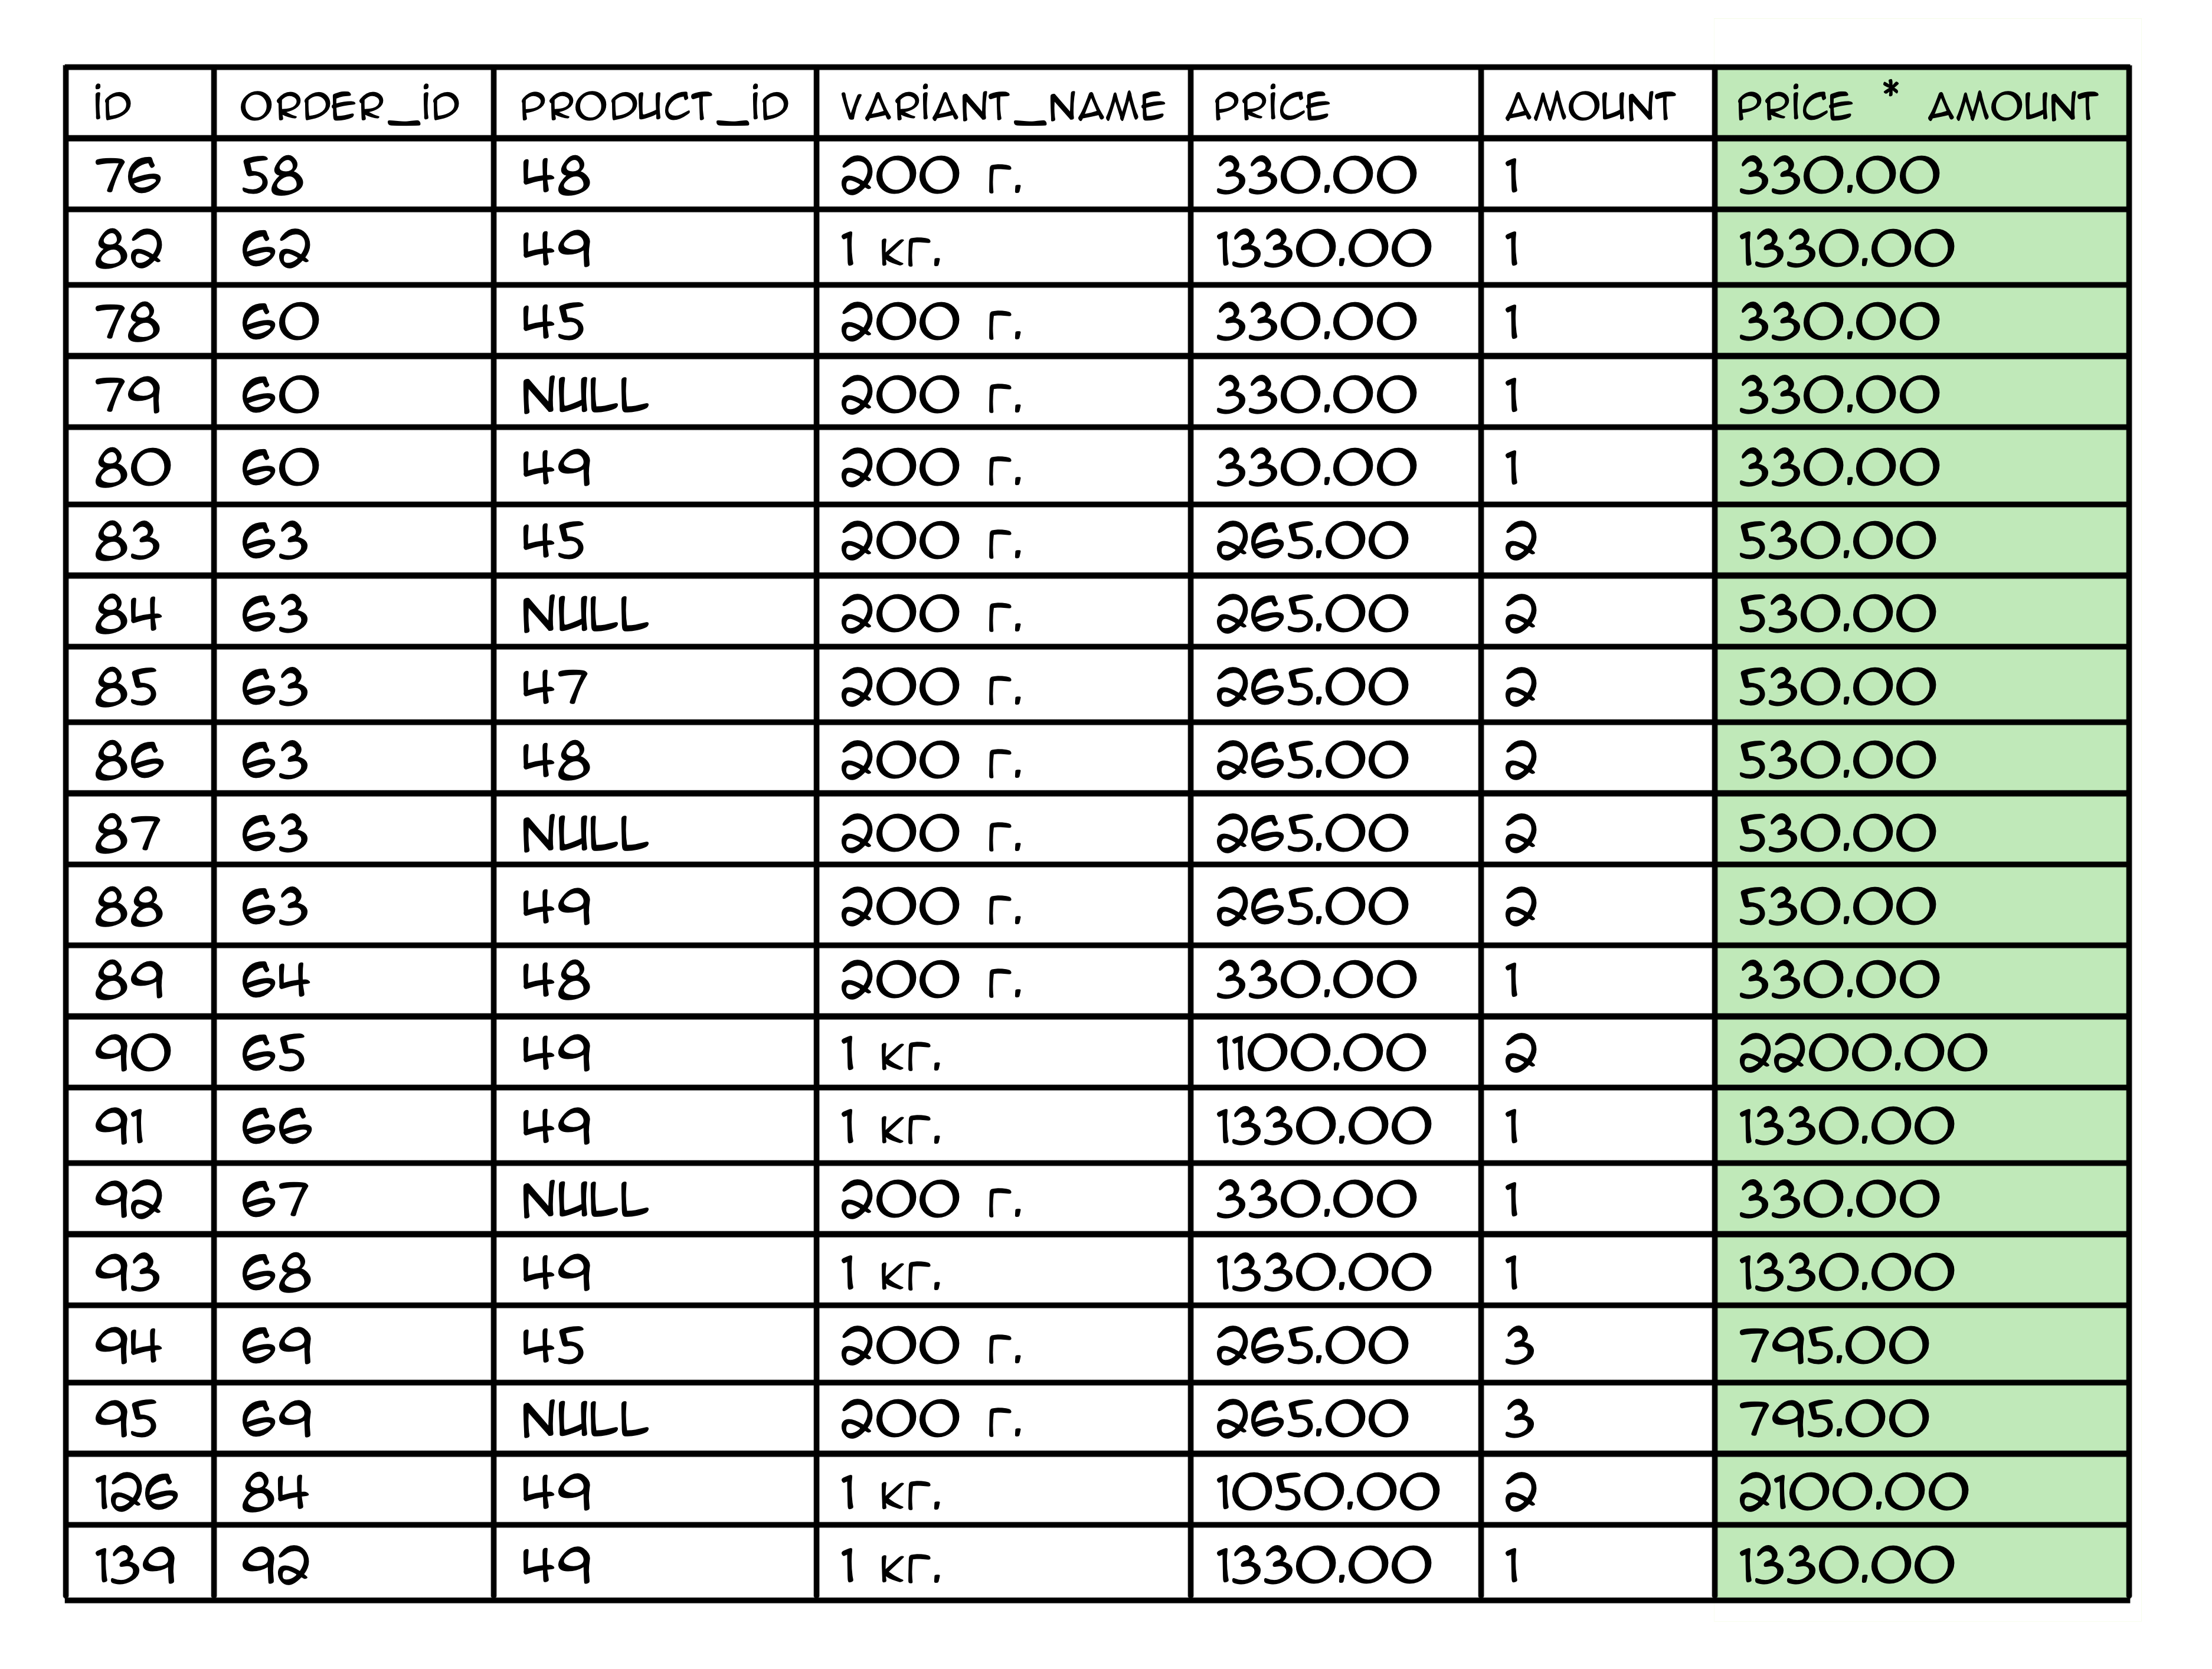 ID ORDER_ID PRODUCT_ID VARIANT_NAME PRICE AMOUNT PRICE * AMOUNT
76 58 48 200 г. 330,00 1 330,00
82 62 49 1 кг. 1330,00 1 1330,00
78 60 45 200 г. 330,00 1 330,00
79 60 NULL 200 г. 330,00 1 330,00
80 60 49 200 г. 330,00 1 330,00
83 63 45 200 г. 265,00 2 530,00
84 63 NULL 200 г. 265,00 2 530,00
85 63 47 200 г. 265,00 2 530,00
86 63 48 200 г. 265,00 2 530,00
87 63 NULL 200 г. 265,00 2 530,00
88 63 49 200 г. 265,00 2 530,00
89 64 48 200 г. 330,00 1 330,00
90 65 49 1 кг. 1100,00 2 2200,00
91 66 49 1 кг. 1330,00 1 1330,00
92 67 NULL 200 г. 330,00 1 330,00
93 68 49 1 кг. 1330,00 1 1330,00
94 69 45 200 г. 265,00 3 795,00
95 69 NULL 200 г. 265,00 3 795,00
126 84 49 1 кг. 1050,00 2 2100,00
139 92 49 1 кг. 1330,00 1 1330,00